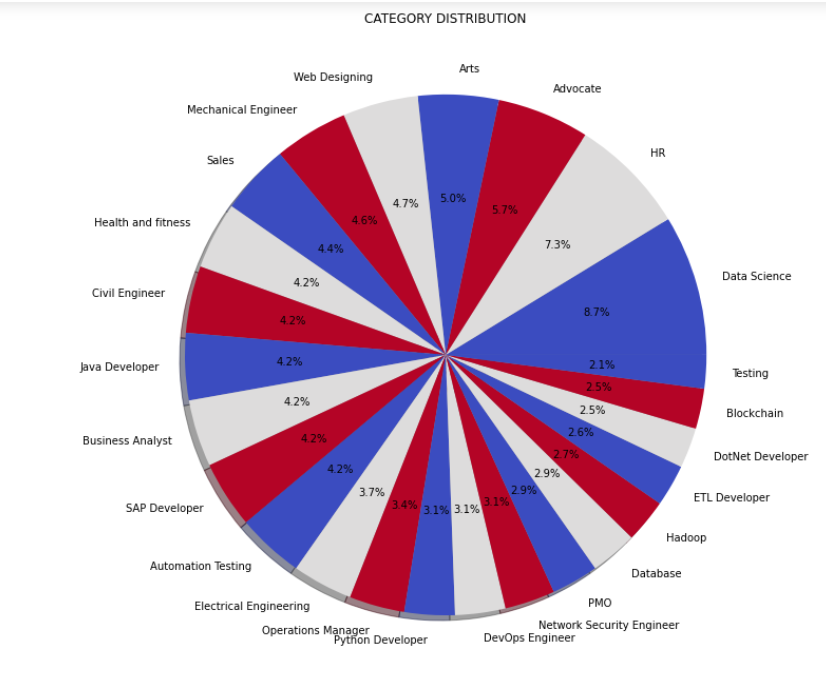 CATEGORY DISTRIBUTION
Arts
Web Designing
Advocate
Mechanical Engineer
HR
Sales
Health and fitness
Data Science
Civil Engineer
Java Developer
Testing
Blockchain
Business Analyst
DotNet Developer
ETL Developer
SAP Developer
Hadoop
Automation Testing
Database
Electrical Engineering
PMO
Operations Manager
Network Security Engineer
Python Developer
DevOps Engineer
5.0%
4.7%
5.7%
4.6%
7.3%
4.4%
4.2%
8.7%
4.2%
4.2%
2.1%
2.5%
4.2%
2.5%
2.6%
4.2%
2.7%
4.2%
2.9%
3.7%
2.9%
3.4%
3.1%
3.1%
3.1%